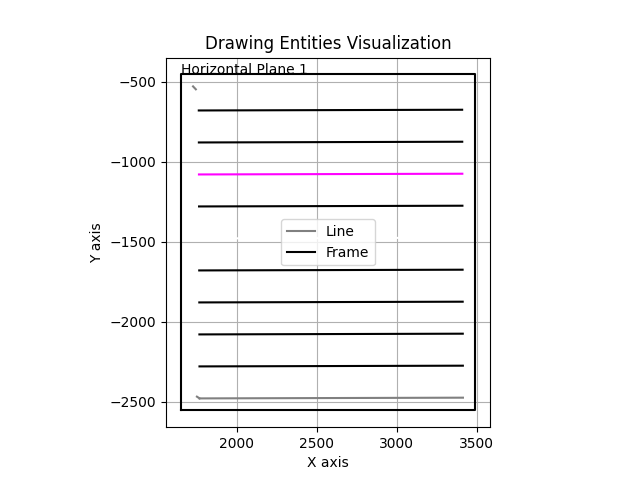 Drawing Entities Visualization
Horizontal Plane 1
−500
−1000
−1500
−2000
−2500
Y axis
Line
Frame
2000
2500
3000
3500
X axis